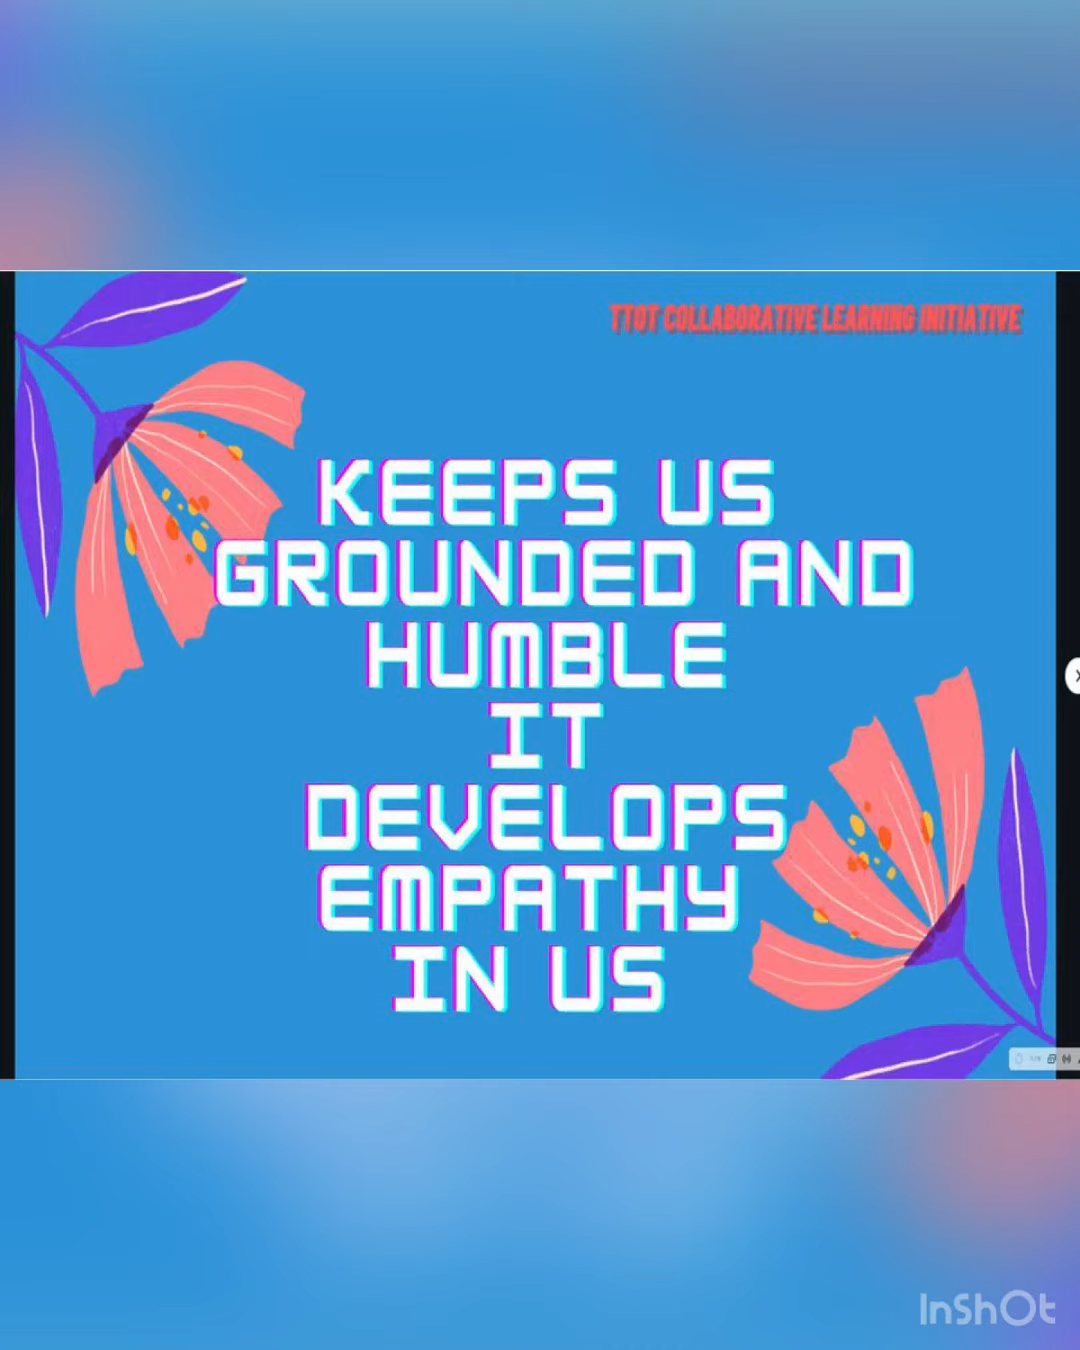 TTOT COLLABORATIVE LEARNING INITIATIVE
KEEPS US
GROUNDED AND
HUMBLE
IT
DEVELOPS
EMPATHY
IN US
InShOt